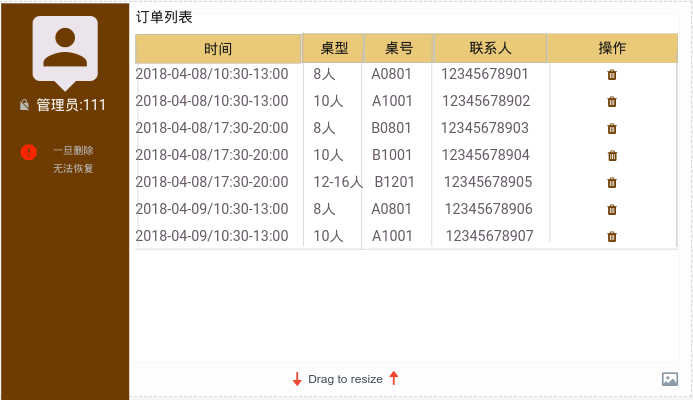 订单列表
管理员:111
一旦删除
无法恢复
时间 桌型 桌号 联系人 操作
2018-04-08/10:30-13:00 8人 A0801 12345678901
2018-04-08/10:30-13:00 10人 A1001 12345678902
2018-04-08/17:30-20:00 8人 B0801 12345678903
2018-04-08/17:30-20:00 10人 B1001 12345678904
2018-04-08/17:30-20:00 12-16人 B1201 12345678905
2018-04-09/10:30-13:00 8人 A0801 12345678906
2018-04-09/10:30-13:00 10人 A1001 12345678907
Drag to resize